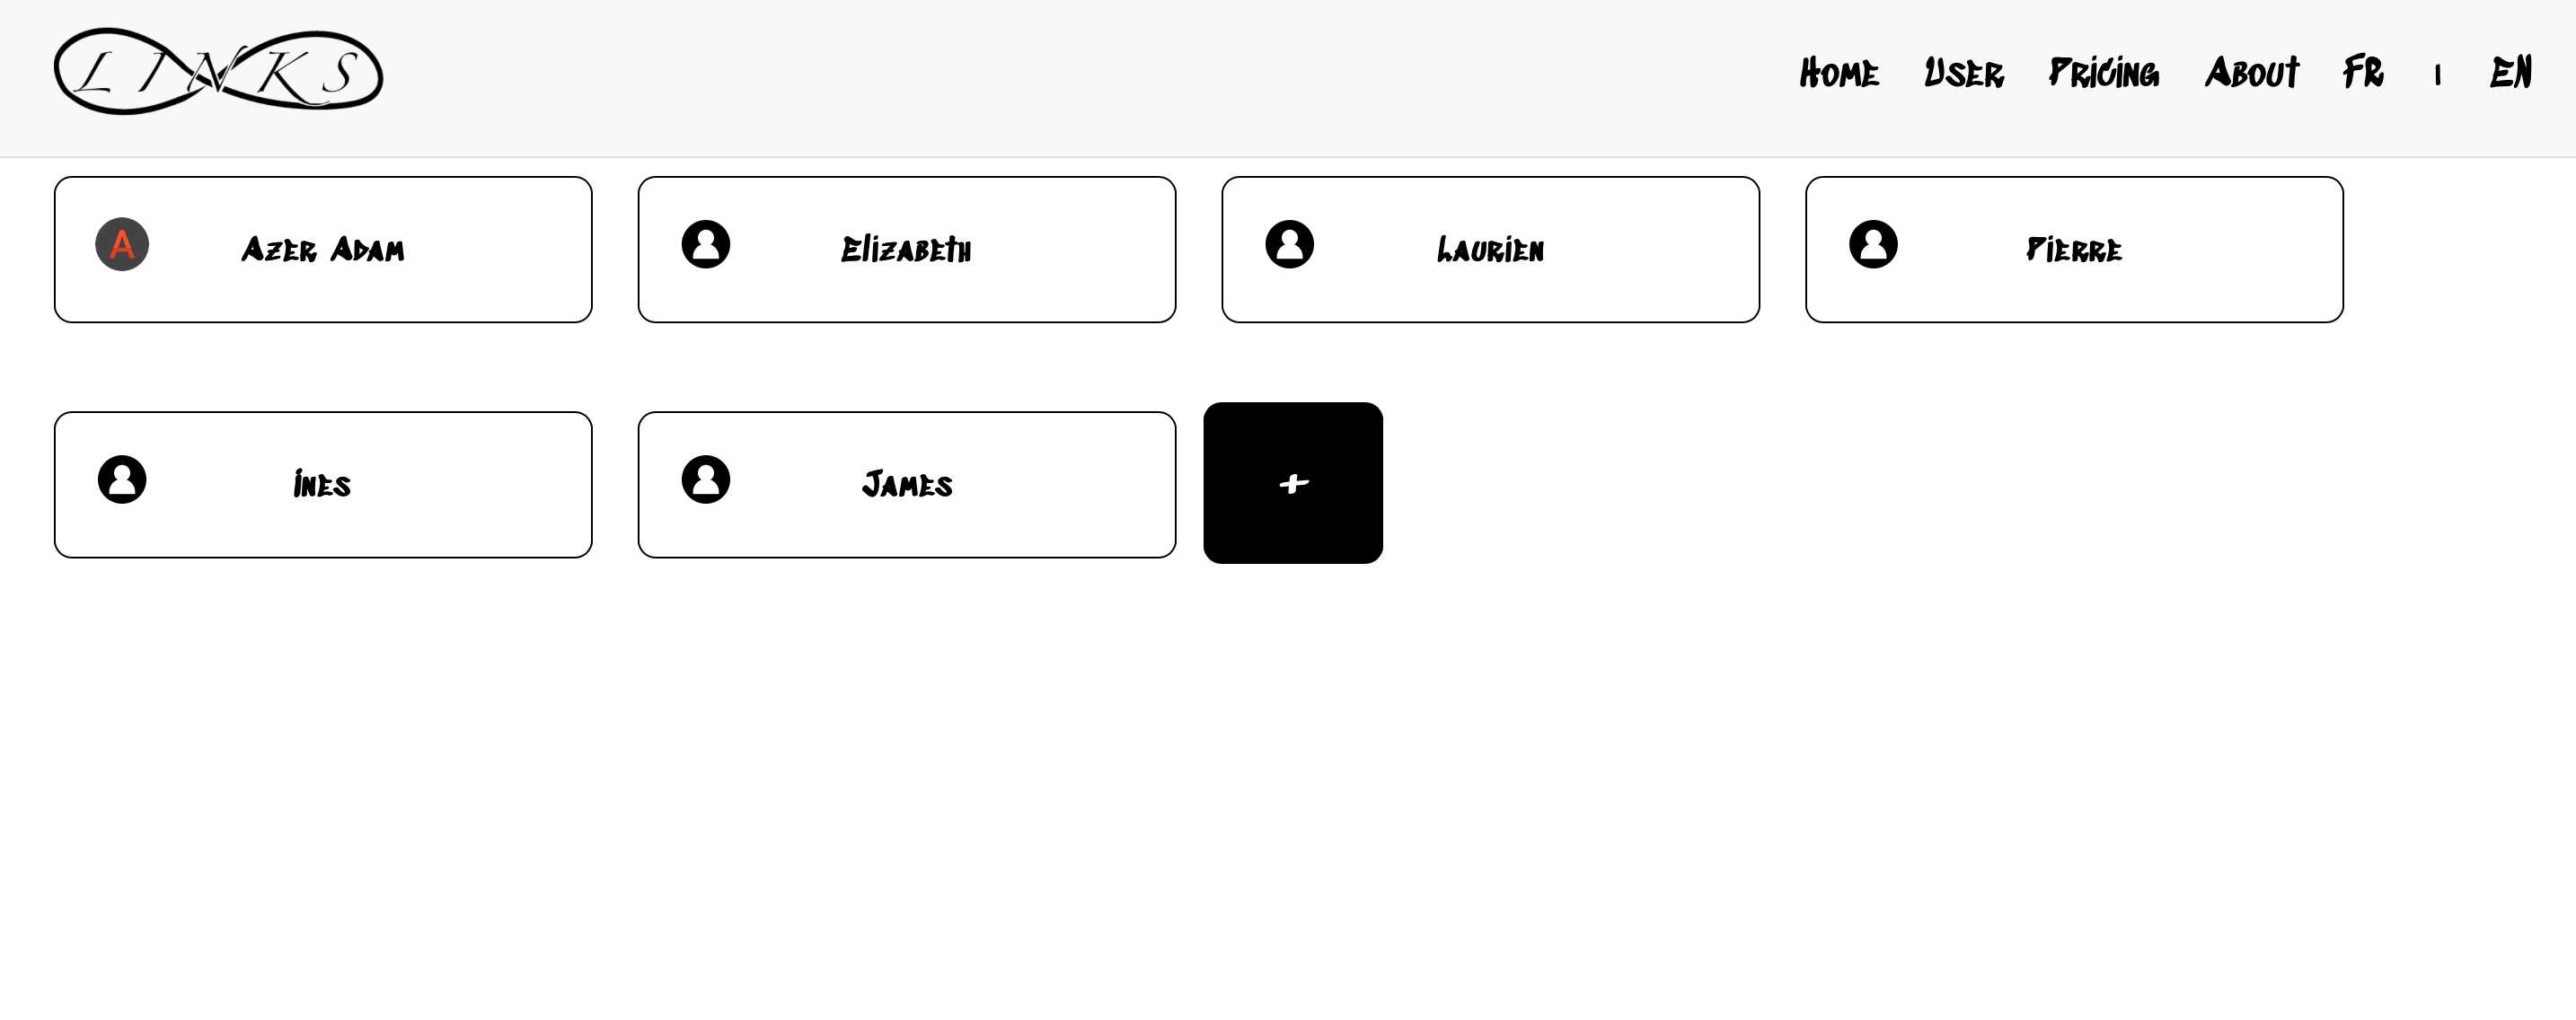 LINKS
Home User Pricing About FR | EN
A Azer Adam
Elizabeth
Laurien
Pierre
ines
James
+